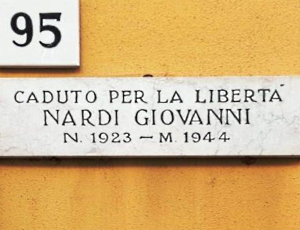 95
CADUTO PER LA LIBERTÀ
NARDI GIOVANNI
N. 1923 – M. 1944